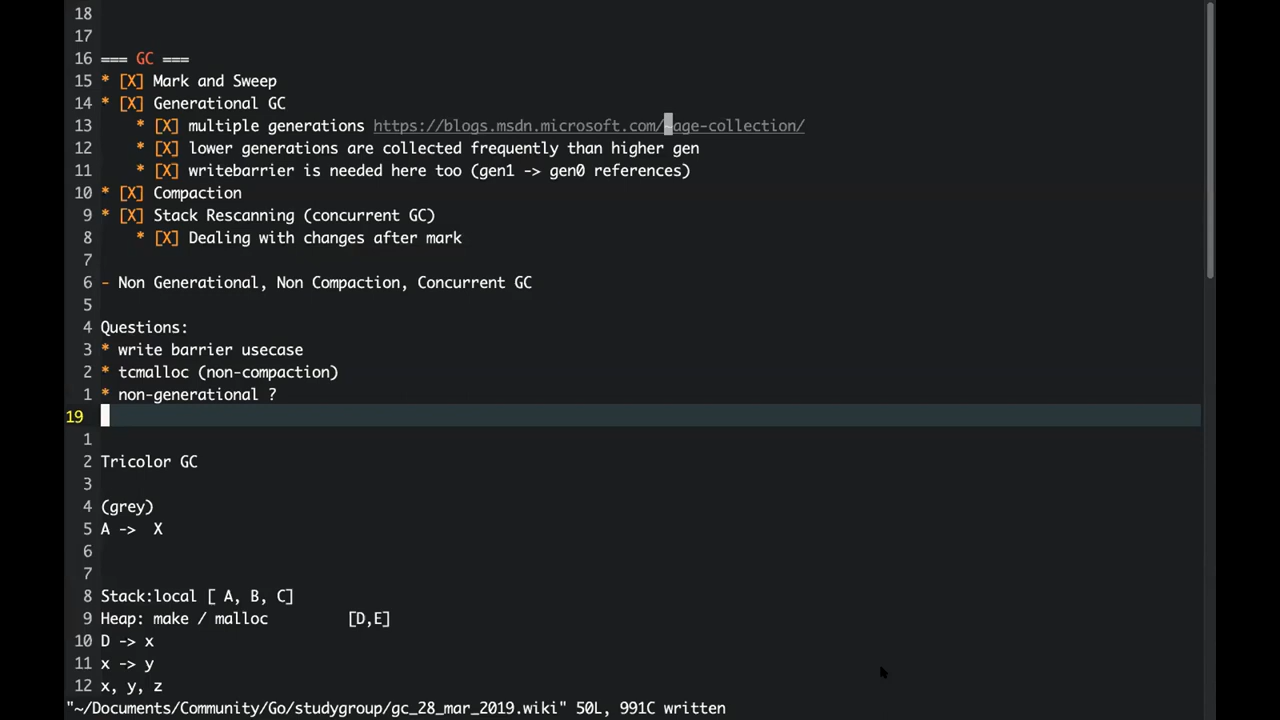 18
17
16 === GC ===
15 * [X] Mark and Sweep
14 * [X] Generational GC
13 * [X] multiple generations https://blogs.msdn.microsoft.com/~age-collection/
12 * [X] lower generations are collected frequently than higher gen
11 * [X] writebarrier is needed here too (gen1 -> gen0 references)
10 * [X] Compaction
9 * [X] Stack Rescanning (concurrent GC)
8 * [X] Dealing with changes after mark
7
6 - Non Generational, Non Compaction, Concurrent GC
5
4 Questions:
3 * write barrier usecase
2 * tcmalloc (non-compaction)
1 * non-generational ?
19
1
2 Tricolor GC
3
4 (grey)
5 A -> X
6
7
8 Stack:local [ A, B, C]
9 Heap: make / malloc [D,E]
10 D -> x
11 x -> y
12 x, y, z
"~/Documents/Community/Go/studygroup/gc_28_mar_2019.wiki" 50L, 991C written